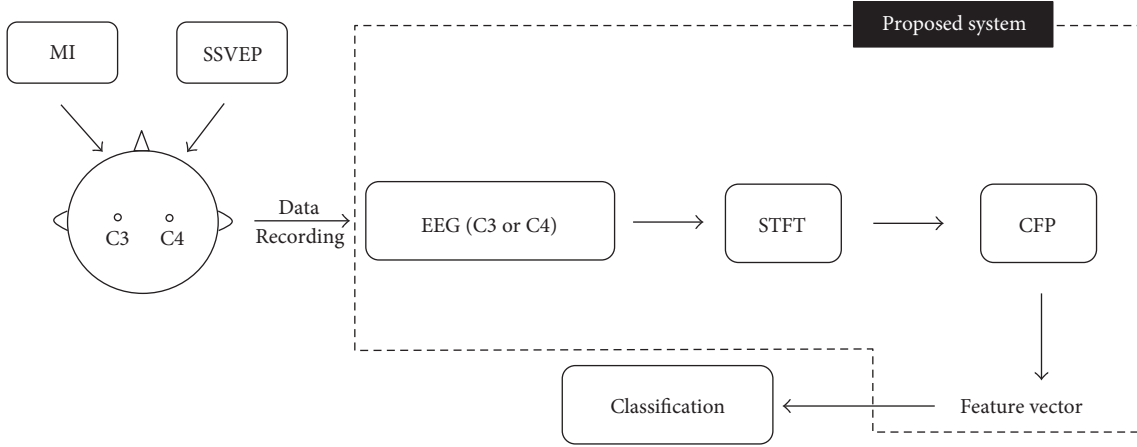 Proposed system
MI
SSVEP
C3
C4
Data
Recording
EEG (C3 or C4)
STFT
CFP
Feature vector
Classification